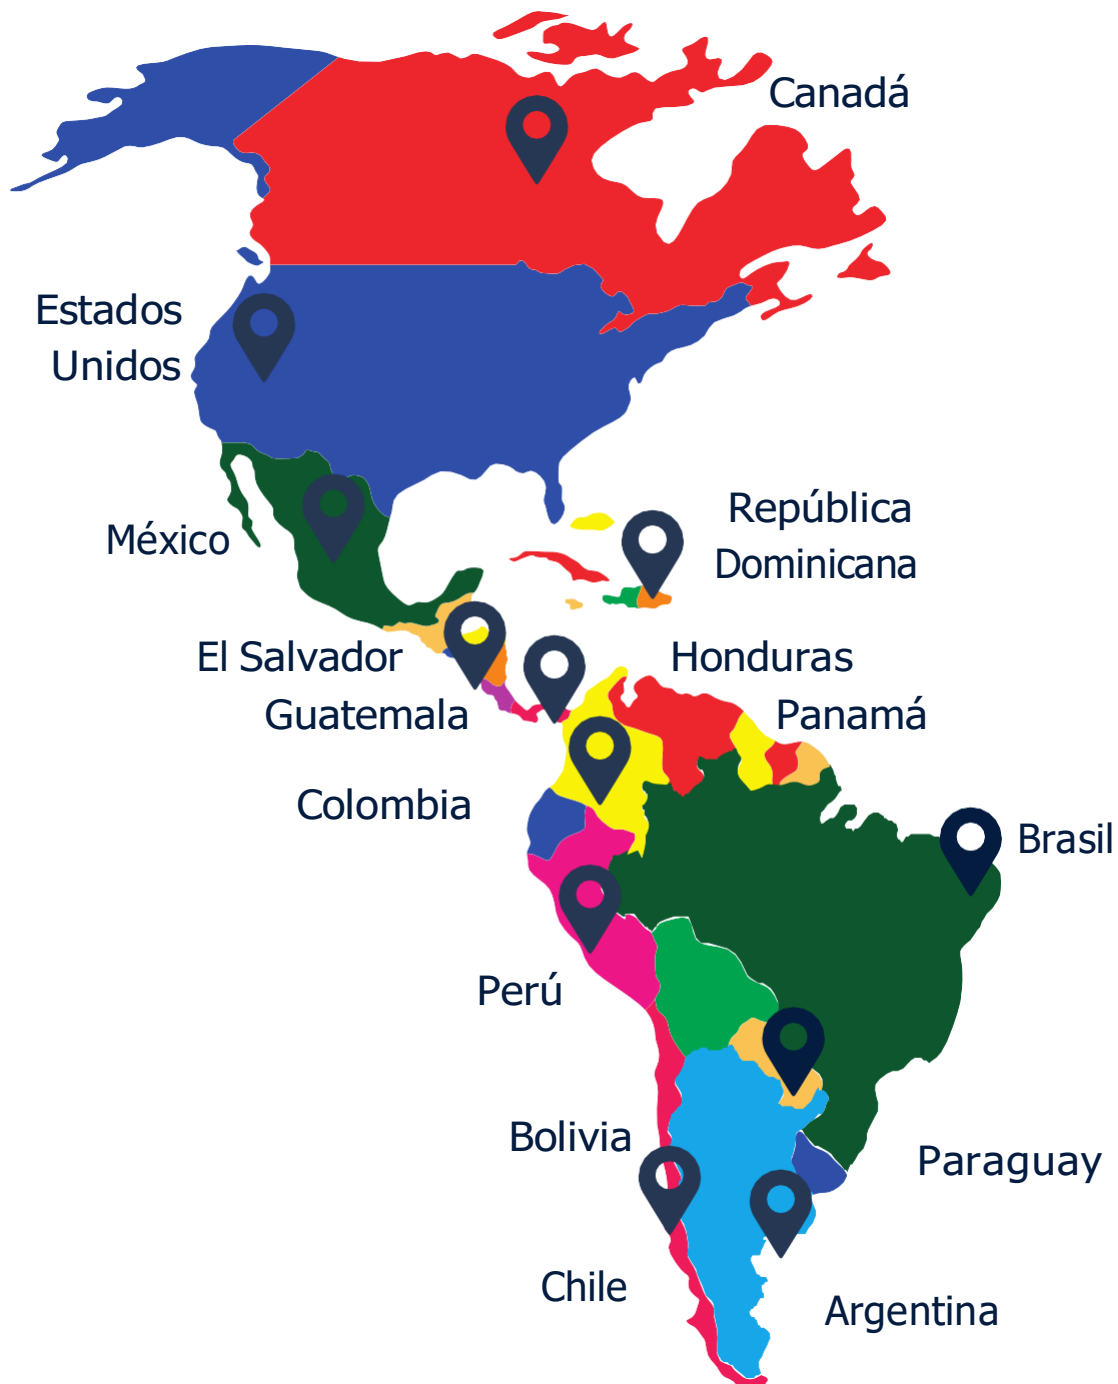 Canadá
Estados
Unidos
República
México
Dominicana
El Salvador
Honduras
Guatemala
Panamá
Colombia
Brasil
Perú
Bolivia
Paraguay
Chile
Argentina